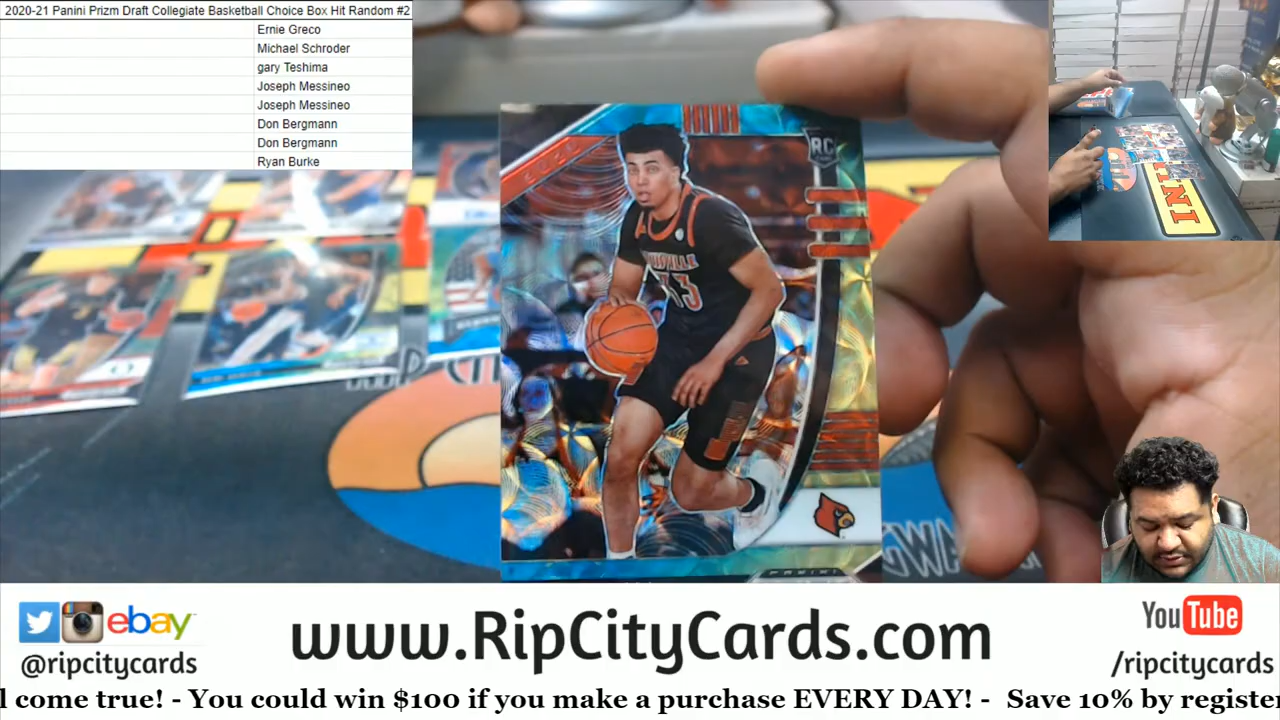 2020-21 Panini Prizm Draft Collegiate Basketball Choice Box Hit Random #2
Ernie Greco
Michael Schroder
gary Teshima
Joseph Messineo
Joseph Messineo
Don Bergmann
Don Bergmann
Ryan Burke
RC
33
PANINI
ebay
@ripcitycards
www.RipCityCards.com
YouTube
/ripcitycards
l come true! - You could win $100 if you make a purchase EVERY DAY! - Save 10% by register